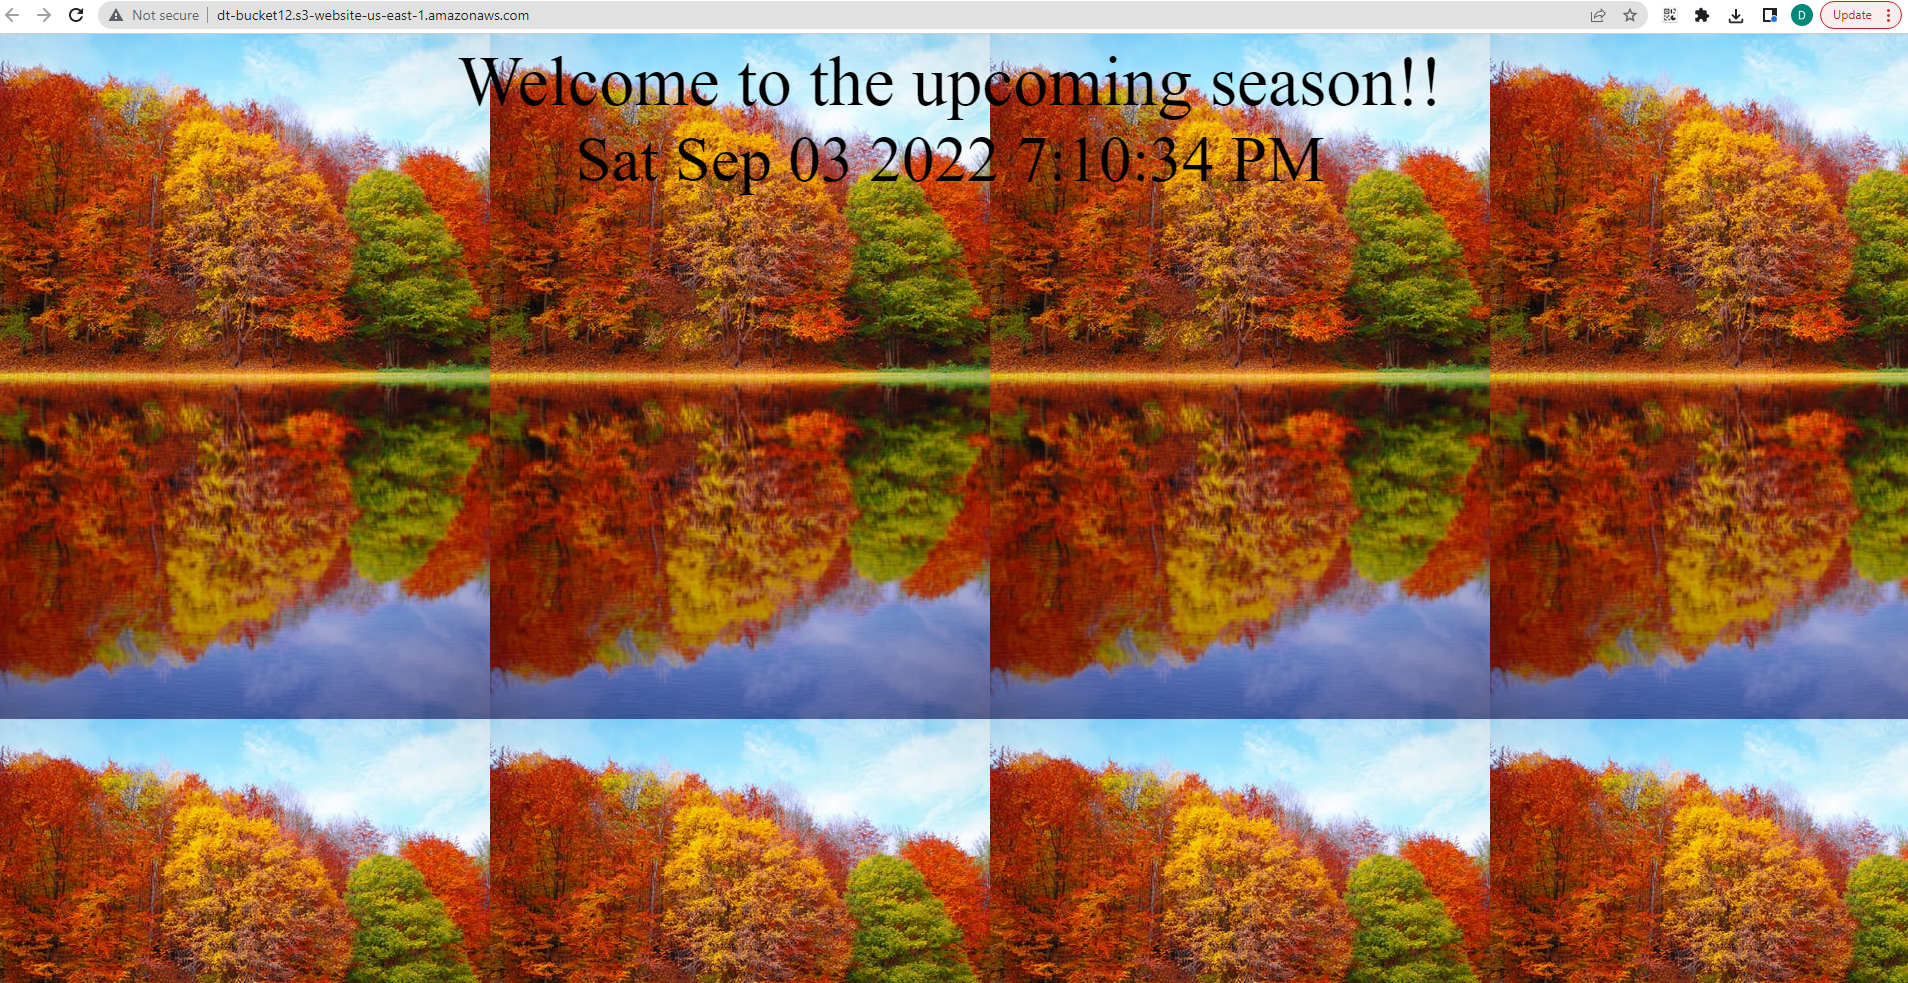 Not secure
dt-bucket12.s3-website-us-east-1.amazonaws.com
D
Update
Welcome to the upcoming season!!
Sat Sep 03 2022 7:10:34 PM